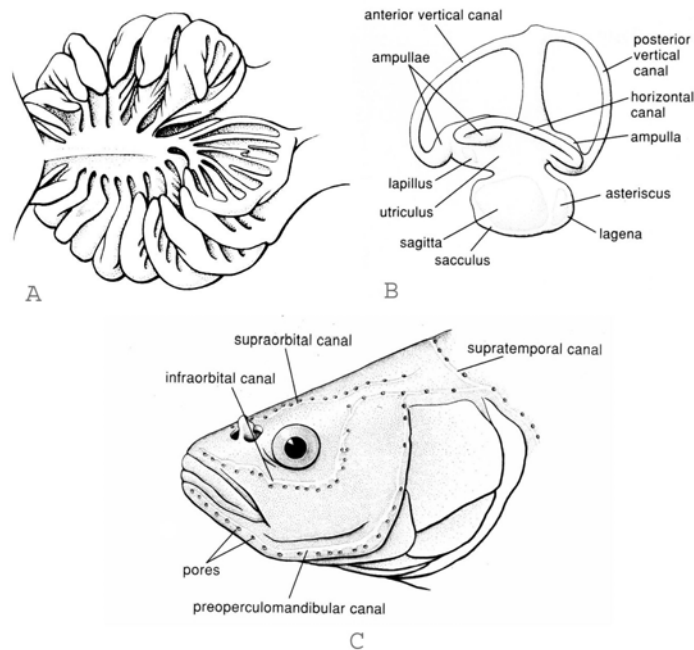 A
anterior vertical canal
ampullae
posterior
vertical
canal
horizontal
canal
ampulla
lapillus
utriculus
sagitta
sacculus
asteriscus
lagena
B
supraorbital canal
infraorbital canal
supratemporal canal
pores
preoperculomandibular canal
C